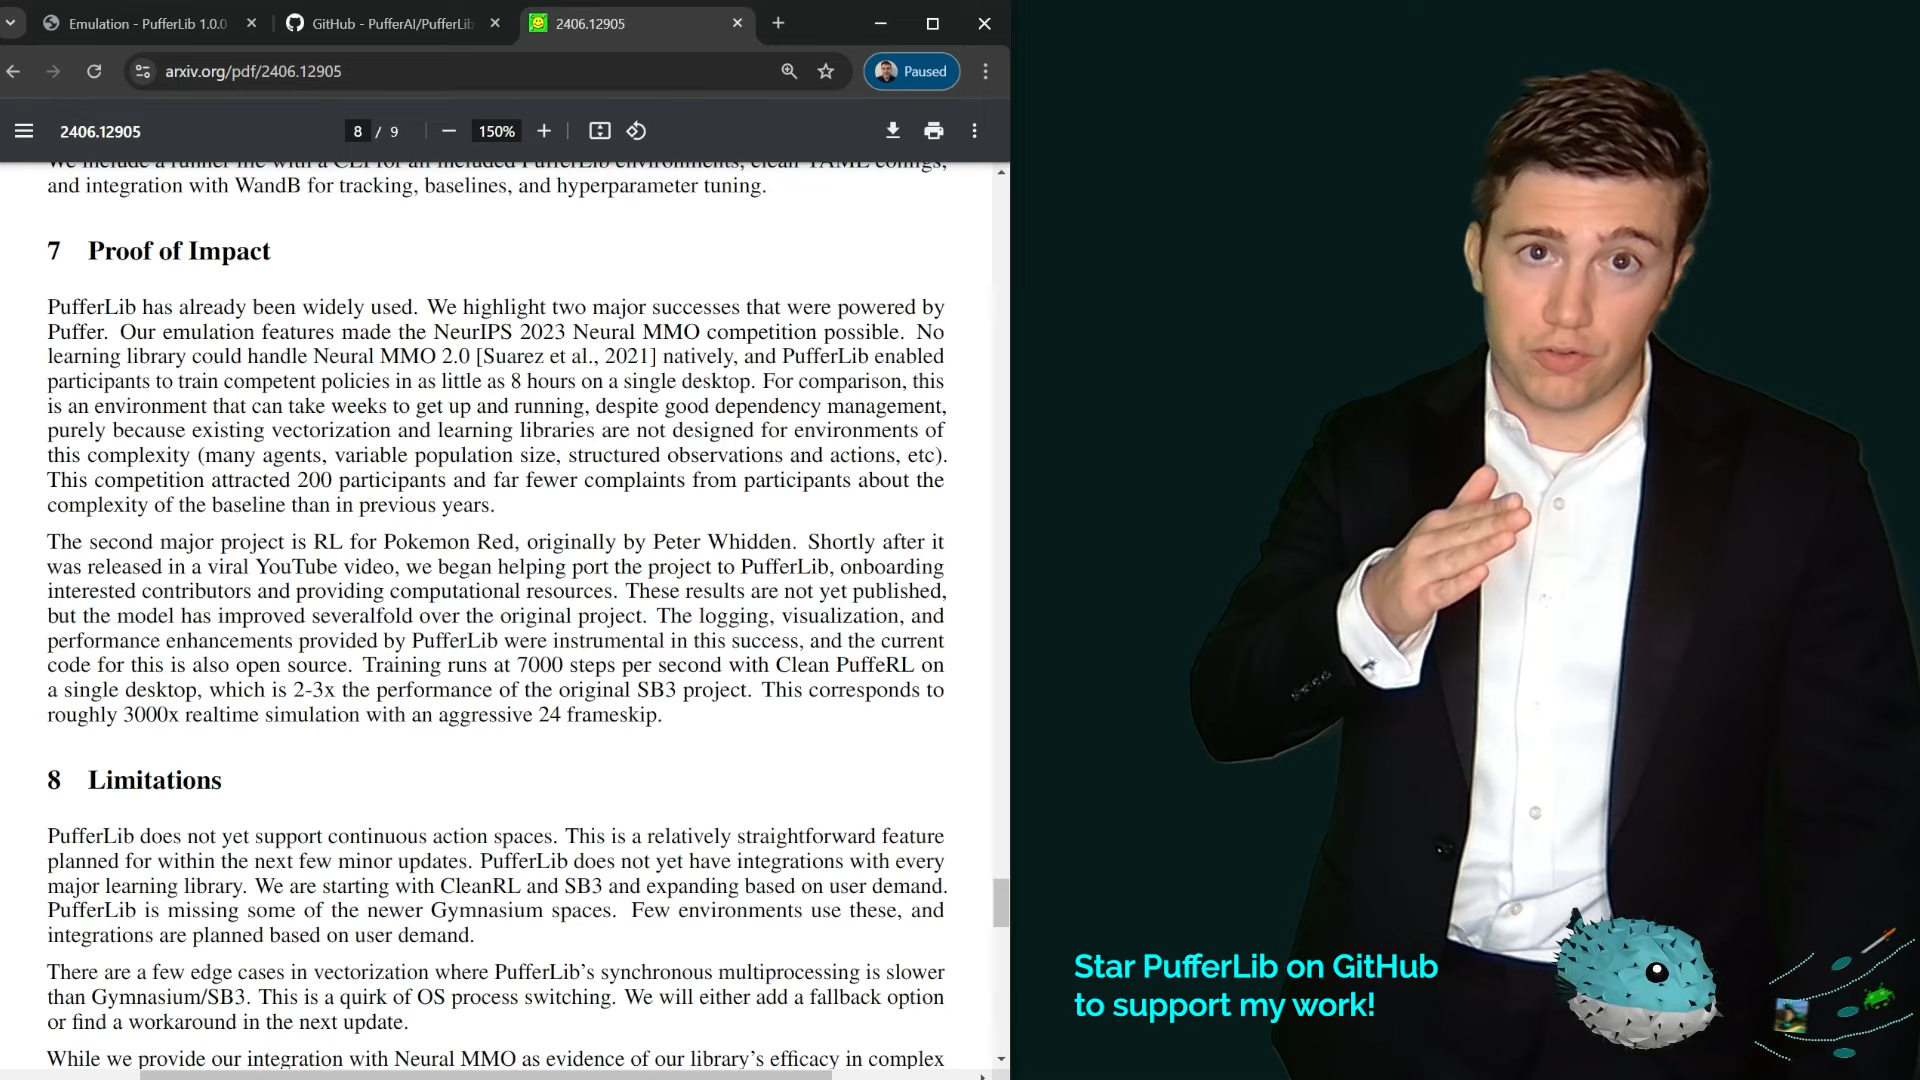 Emulation - PufferLib 1.0.0
GitHub - PufferAI/PufferLib
2406.12905
arxiv.org/pdf/2406.12905
Paused
2406.12905
8 / 9
150%
We include a runner file with a CLI for all included PufferLib environments, clean YAML configs,
and integration with WandB for tracking, baselines, and hyperparameter tuning.
7 Proof of Impact
PufferLib has already been widely used. We highlight two major successes that were powered by
Puffer. Our emulation features made the NeurIPS 2023 Neural MMO competition possible. No
learning library could handle Neural MMO 2.0 [Suarez et al., 2021] natively, and PufferLib enabled
participants to train competent policies in as little as 8 hours on a single desktop. For comparison, this
is an environment that can take weeks to get up and running, despite good dependency management,
purely because existing vectorization and learning libraries are not designed for environments of
this complexity (many agents, variable population size, structured observations and actions, etc).
This competition attracted 200 participants and far fewer complaints from participants about the
complexity of the baseline than in previous years.
The second major project is RL for Pokemon Red, originally by Peter Whidden. Shortly after it
was released in a viral YouTube video, we began helping port the project to PufferLib, onboarding
interested contributors and providing computational resources. These results are not yet published,
but the model has improved severalfold over the original project. The logging, visualization, and
performance enhancements provided by PufferLib were instrumental in this success, and the current
code for this is also open source. Training runs at 7000 steps per second with Clean PuffeRL on
a single desktop, which is 2-3x the performance of the original SB3 project. This corresponds to
roughly 3000x realtime simulation with an aggressive 24 frameskip.
8 Limitations
PufferLib does not yet support continuous action spaces. This is a relatively straightforward feature
planned for within the next few minor updates. PufferLib does not yet have integrations with every
major learning library. We are starting with CleanRL and SB3 and expanding based on user demand.
PufferLib is missing some of the newer Gymnasium spaces. Few environments use these, and
integrations are planned based on user demand.
There are a few edge cases in vectorization where PufferLib's synchronous multiprocessing is slower
than Gymnasium/SB3. This is a quirk of OS process switching. We will either add a fallback option
or find a workaround in the next update.
While we provide our integration with Neural MMO as evidence of our library's efficacy in complex
Star PufferLib on GitHub
to support my work!